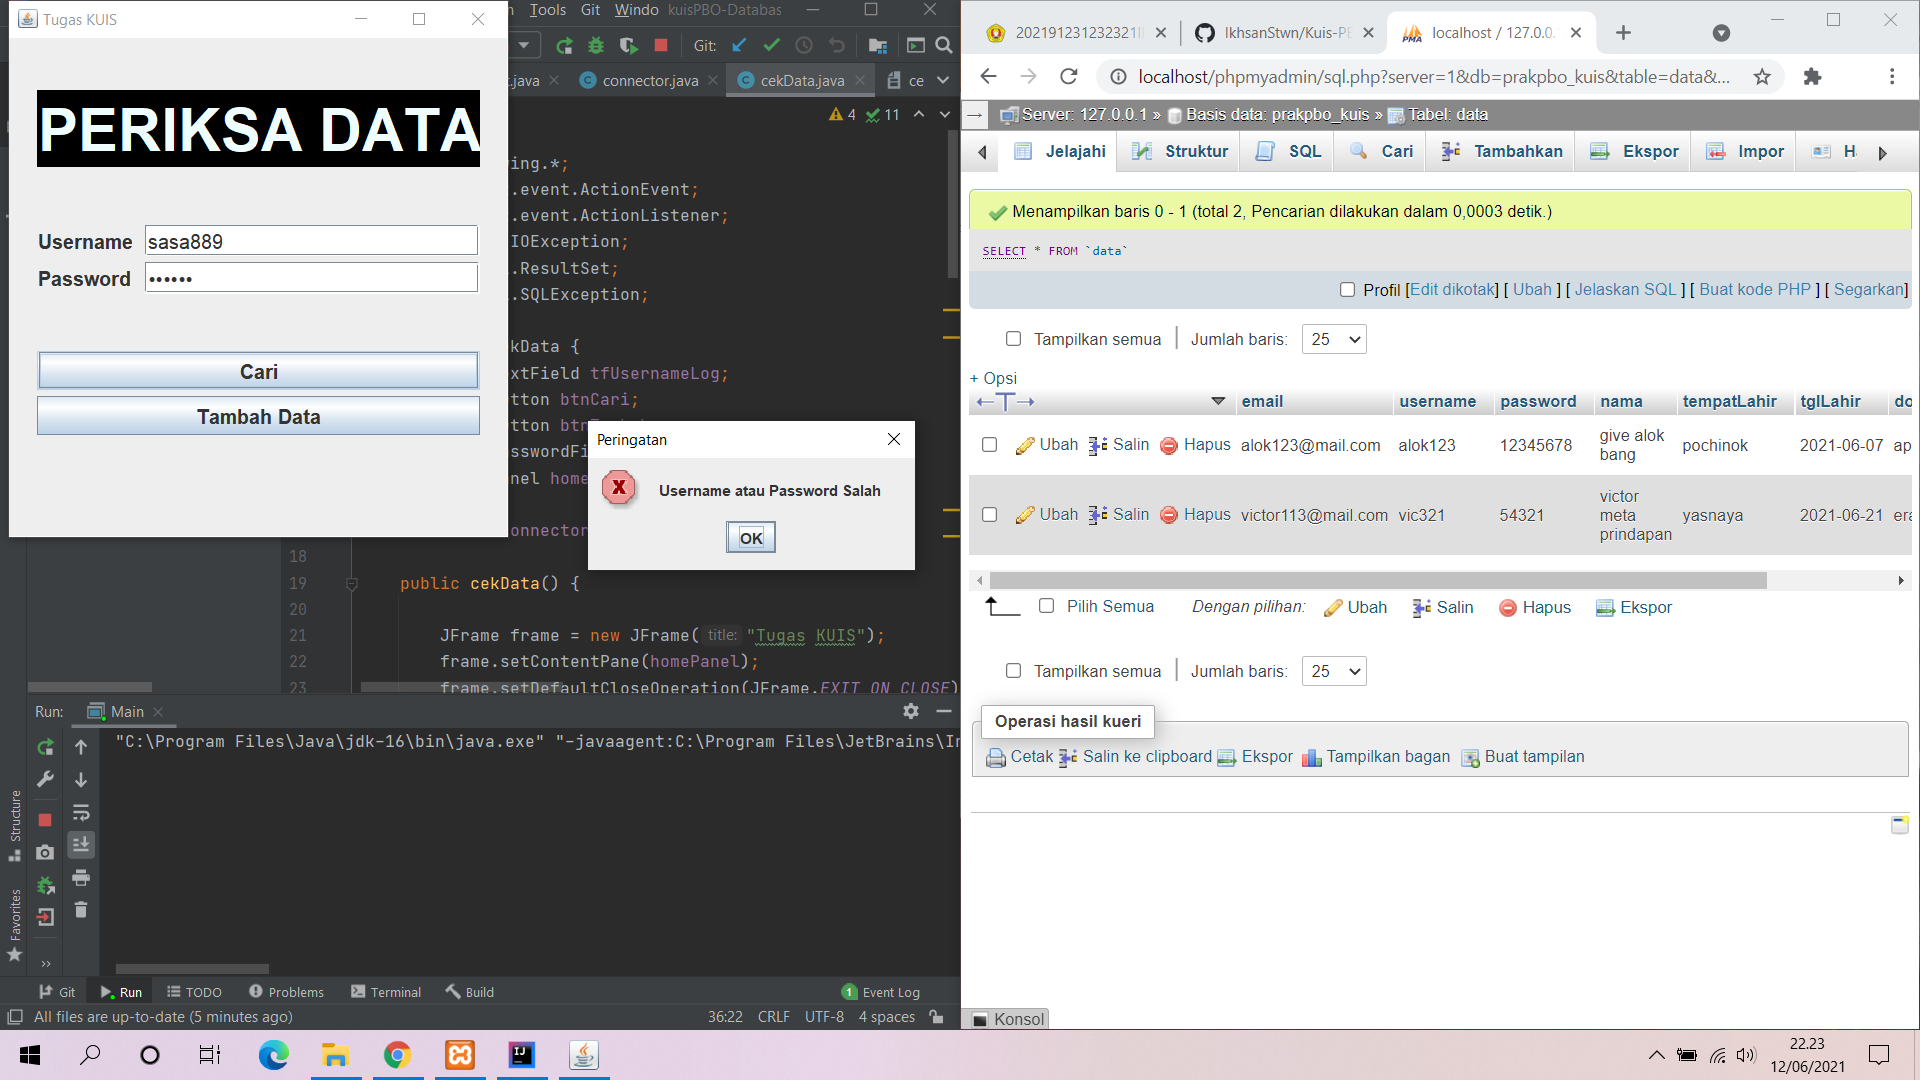 Tugas KUIS
PERIKSA DATA
Username sasa889
Password ••••••
Cari
Tambah Data
Tools Git Windo kuisPBO-Databas
Git:
.java connector.java cekData.java ce
4 11
ing.*;
.event.ActionEvent;
.event.ActionListener;
IOException;
.ResultSet;
.SQLException;
kData {
xtField tfUsernameLog;
tton btnCari;
sswordFi
nel home
onnector
18
19 public cekData() {
20
21 JFrame frame = new JFrame( title: "Tugas KUIS");
22 frame.setContentPane(homePanel);
23 frame.setDefaultCloseOperation(JFrame.EXIT_ON_CLOSE)
Peringatan
Username atau Password Salah
OK
Run: Main
"C:\Program Files\Java\jdk-16\bin\java.exe" "-javaagent:C:\Program Files\JetBrains\In
Structure
Favorites
Git Run TODO Problems Terminal Build 1 Event Log
All files are up-to-date (5 minutes ago) 36:22 CRLF UTF-8 4 spaces
202191231232321I IkhsanStwn/Kuis-PB localhost / 127.0.0.
localhost/phpmyadmin/sql.php?server=1&db=prakpbo_kuis&table=data&...
Server: 127.0.0.1 » Basis data: prakpbo_kuis » Tabel: data
Jelajahi Struktur SQL Cari Tambahkan Ekspor Impor H
Menampilkan baris 0 - 1 (total 2, Pencarian dilakukan dalam 0,0003 detik.)
SELECT * FROM `data`
Profil [Edit dikotak] [ Ubah ] [ Jelaskan SQL ] [ Buat kode PHP ] [ Segarkan]
Tampilkan semua Jumlah baris: 25
+ Opsi
←T→ email username password nama tempatLahir tglLahir do
Ubah Salin Hapus alok123@mail.com alok123 12345678 give alok bang pochinok 2021-06-07 ap
Ubah Salin Hapus victor113@mail.com vic321 54321 victor meta prindapan yasnaya 2021-06-21 era
Pilih Semua Dengan pilihan: Ubah Salin Hapus Ekspor
Tampilkan semua Jumlah baris: 25
Operasi hasil kueri
Cetak Salin ke clipboard Ekspor Tampilkan bagan Buat tampilan
Konsol
22.23
12/06/2021